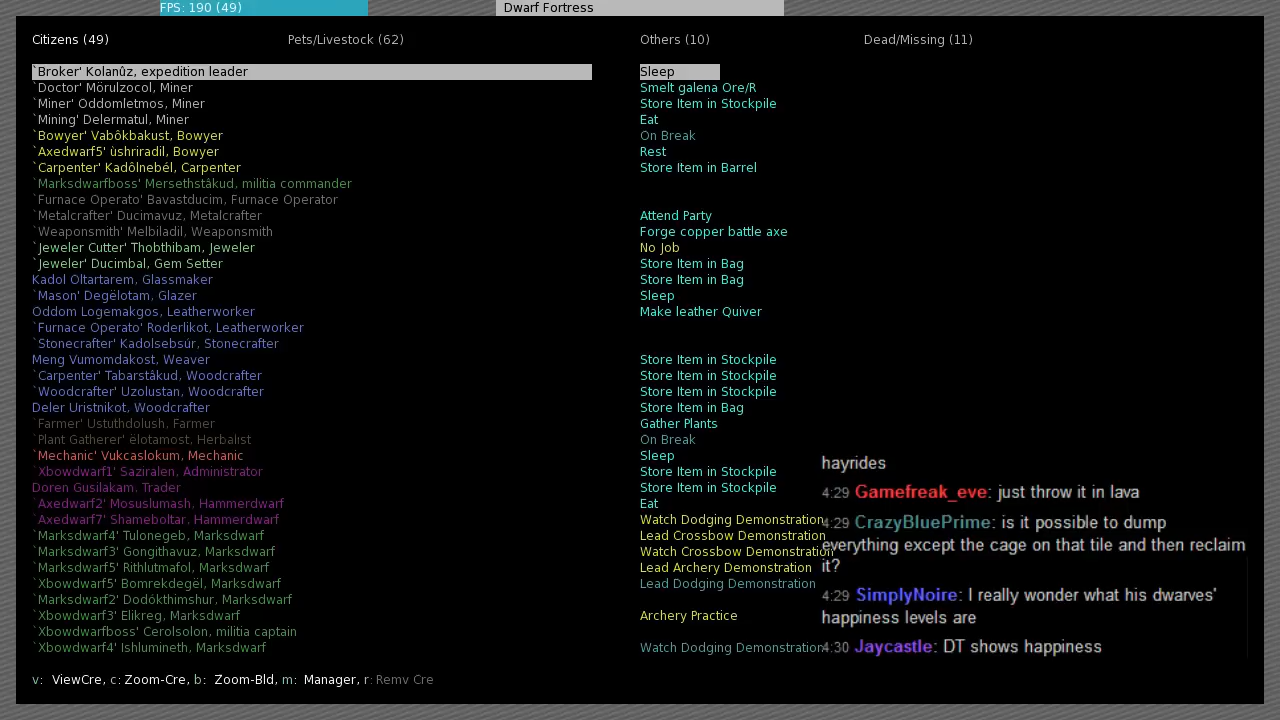 FPS: 190 (49) Dwarf Fortress
Citizens (49) Pets/Livestock (62) Others (10) Dead/Missing (11)
`Broker' Kolanûz, expedition leader Sleep
`Doctor' Mörulzocol, Miner Smelt galena Ore/R
`Miner' Oddomletmos, Miner Store Item in Stockpile
`Mining' Delermatul, Miner Eat
`Bowyer' Vabôkbakust, Bowyer On Break
`Axedwarf5' ùshriradil, Bowyer Rest
`Carpenter' Kadôlnebél, Carpenter Store Item in Barrel
`Marksdwarfboss' Mersethstâkud, militia commander
`Furnace Operato' Bavastducim, Furnace Operator
`Metalcrafter' Ducimavuz, Metalcrafter Attend Party
`Weaponsmith' Melbiladil, Weaponsmith Forge copper battle axe
`Jeweler Cutter' Thobthibam, Jeweler No Job
`Jeweler' Ducimbal, Gem Setter Store Item in Bag
Kadol Oltartarem, Glassmaker Store Item in Bag
`Mason' Degëlotam, Glazer Sleep
Oddom Logemakgos, Leatherworker Make leather Quiver
`Furnace Operato' Roderlikot, Leatherworker
`Stonecrafter' Kadolsebsúr, Stonecrafter
Meng Vumomdakost, Weaver Store Item in Stockpile
`Carpenter' Tabarstâkud, Woodcrafter Store Item in Stockpile
`Woodcrafter' Uzolustan, Woodcrafter Store Item in Stockpile
Deler Uristnikot, Woodcrafter Store Item in Bag
`Farmer' Ustuthdolush, Farmer Gather Plants
`Plant Gatherer' ëlotamost, Herbalist On Break
`Mechanic' Vukcaslokum, Mechanic Sleep
`Xbowdwarf1' Saziralen, Administrator Store Item in Stockpile
Doren Gusilakam, Trader Store Item in Stockpile
`Axedwarf2' Mosuslumash, Hammerdwarf Eat
`Axedwarf7' Shameboltar, Hammerdwarf Watch Dodging Demonstration
`Marksdwarf4' Tulonegeb, Marksdwarf Lead Crossbow Demonstration
`Marksdwarf3' Gongithavuz, Marksdwarf Watch Crossbow Demonstration
`Marksdwarf5' Rithlutmafol, Marksdwarf Lead Archery Demonstration
`Xbowdwarf5' Bomrekdegël, Marksdwarf Lead Dodging Demonstration
`Marksdwarf2' Dodókthimshur, Marksdwarf
`Xbowdwarf3' Elikreg, Marksdwarf Archery Practice
`Xbowdwarfboss' Cerolsolon, militia captain
`Xbowdwarf4' Ishlumineth, Marksdwarf Watch Dodging Demonstration
v: ViewCre, c: Zoom-Cre, b: Zoom-Bld, m: Manager, r: Remv Cre
hayrides
4:29 Gamefreak_eve: just throw it in lava
4:29 CrazyBluePrime: is it possible to dump
everything except the cage on that tile and then reclaim
it?
4:29 SimplyNoire: I really wonder what his dwarves'
happiness levels are
4:30 Jaycastle: DT shows happiness